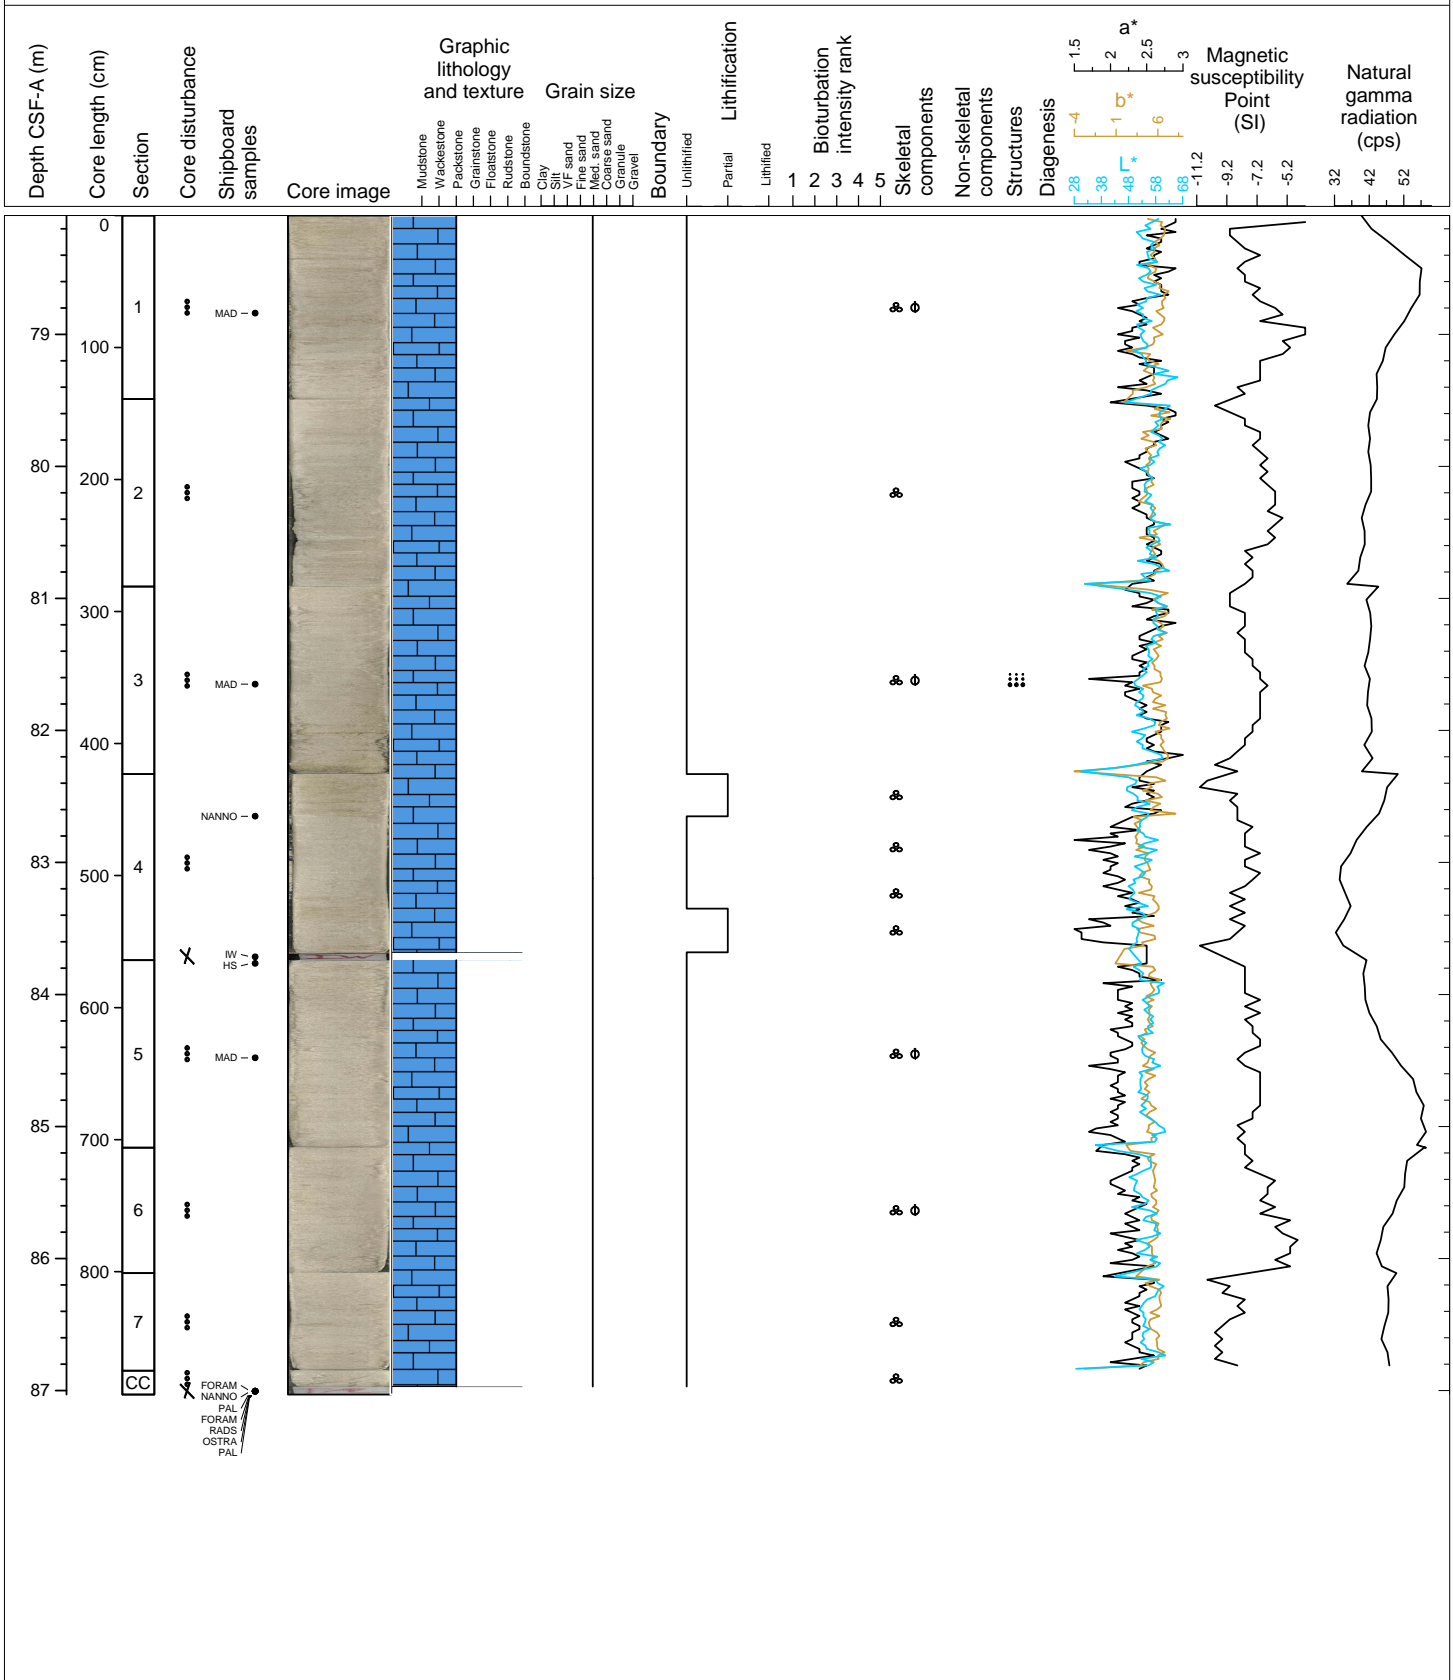 Depth CSF-A (m)
Core length (cm)
Section
Core disturbance
Shipboard
samples
Core image
Graphic
lithology
and texture
Mudstone
Wackestone
Packstone
Grainstone
Floatstone
Rudstone
Boundstone
Grain size
Clay
Silt
VF sand
Fine sand
Med. sand
Coarse sand
Granule
Gravel
Boundary
Lithification
Unlithified
Partial
Lithified
Bioturbation
intensity rank
1 2 3 4 5
Skeletal
components
Non-skeletal
components
Structures
Diagenesis
a*
1.5 2 2.5 3
b*
-4 1 6
L*
28 38 48 58 68
Magnetic
susceptibility
Point
(SI)
-11.2 -9.2 -7.2 -5.2
Natural
gamma
radiation
(cps)
32 42 52
0
1
MAD
79
100
80
200
2
81
300
3
MAD
82
400
NANNO
83
4
500
IW
HS
84
600
5
MAD
85
700
6
86
800
7
CC
87
FORAM
NANNO
PAL
FORAM
RADS
OSTRA
PAL